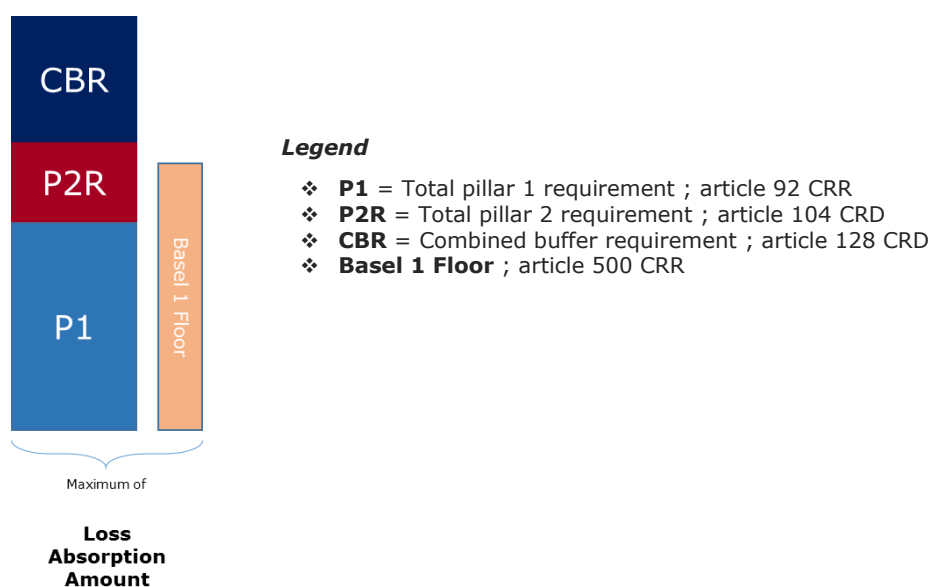 CBR
P2R
P1
Basel 1 Floor
Maximum of
Loss
Absorption
Amount
Legend
❖ P1 = Total pillar 1 requirement ; article 92 CRR
❖ P2R = Total pillar 2 requirement ; article 104 CRD
❖ CBR = Combined buffer requirement ; article 128 CRD
❖ Basel 1 Floor ; article 500 CRR